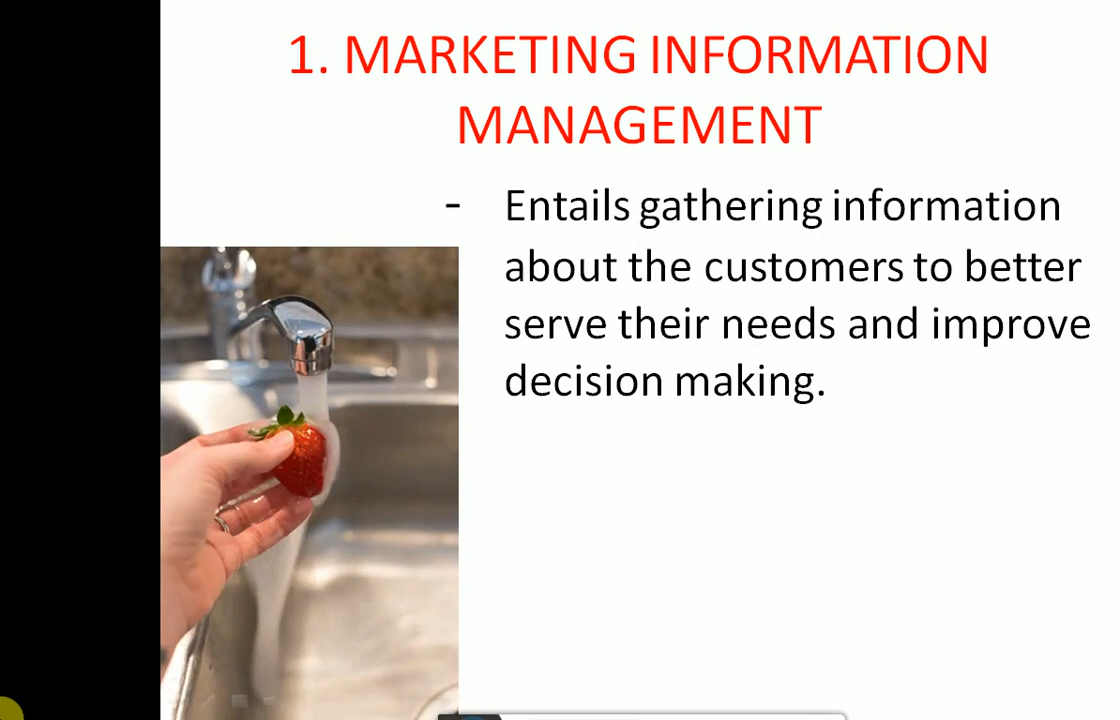 1. MARKETING INFORMATION
MANAGEMENT
- Entails gathering information
about the customers to better
serve their needs and improve
decision making.